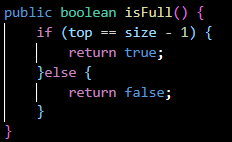 public boolean isFull() {
if (top == size - 1) {
return true;
}else {
return false;
}
}